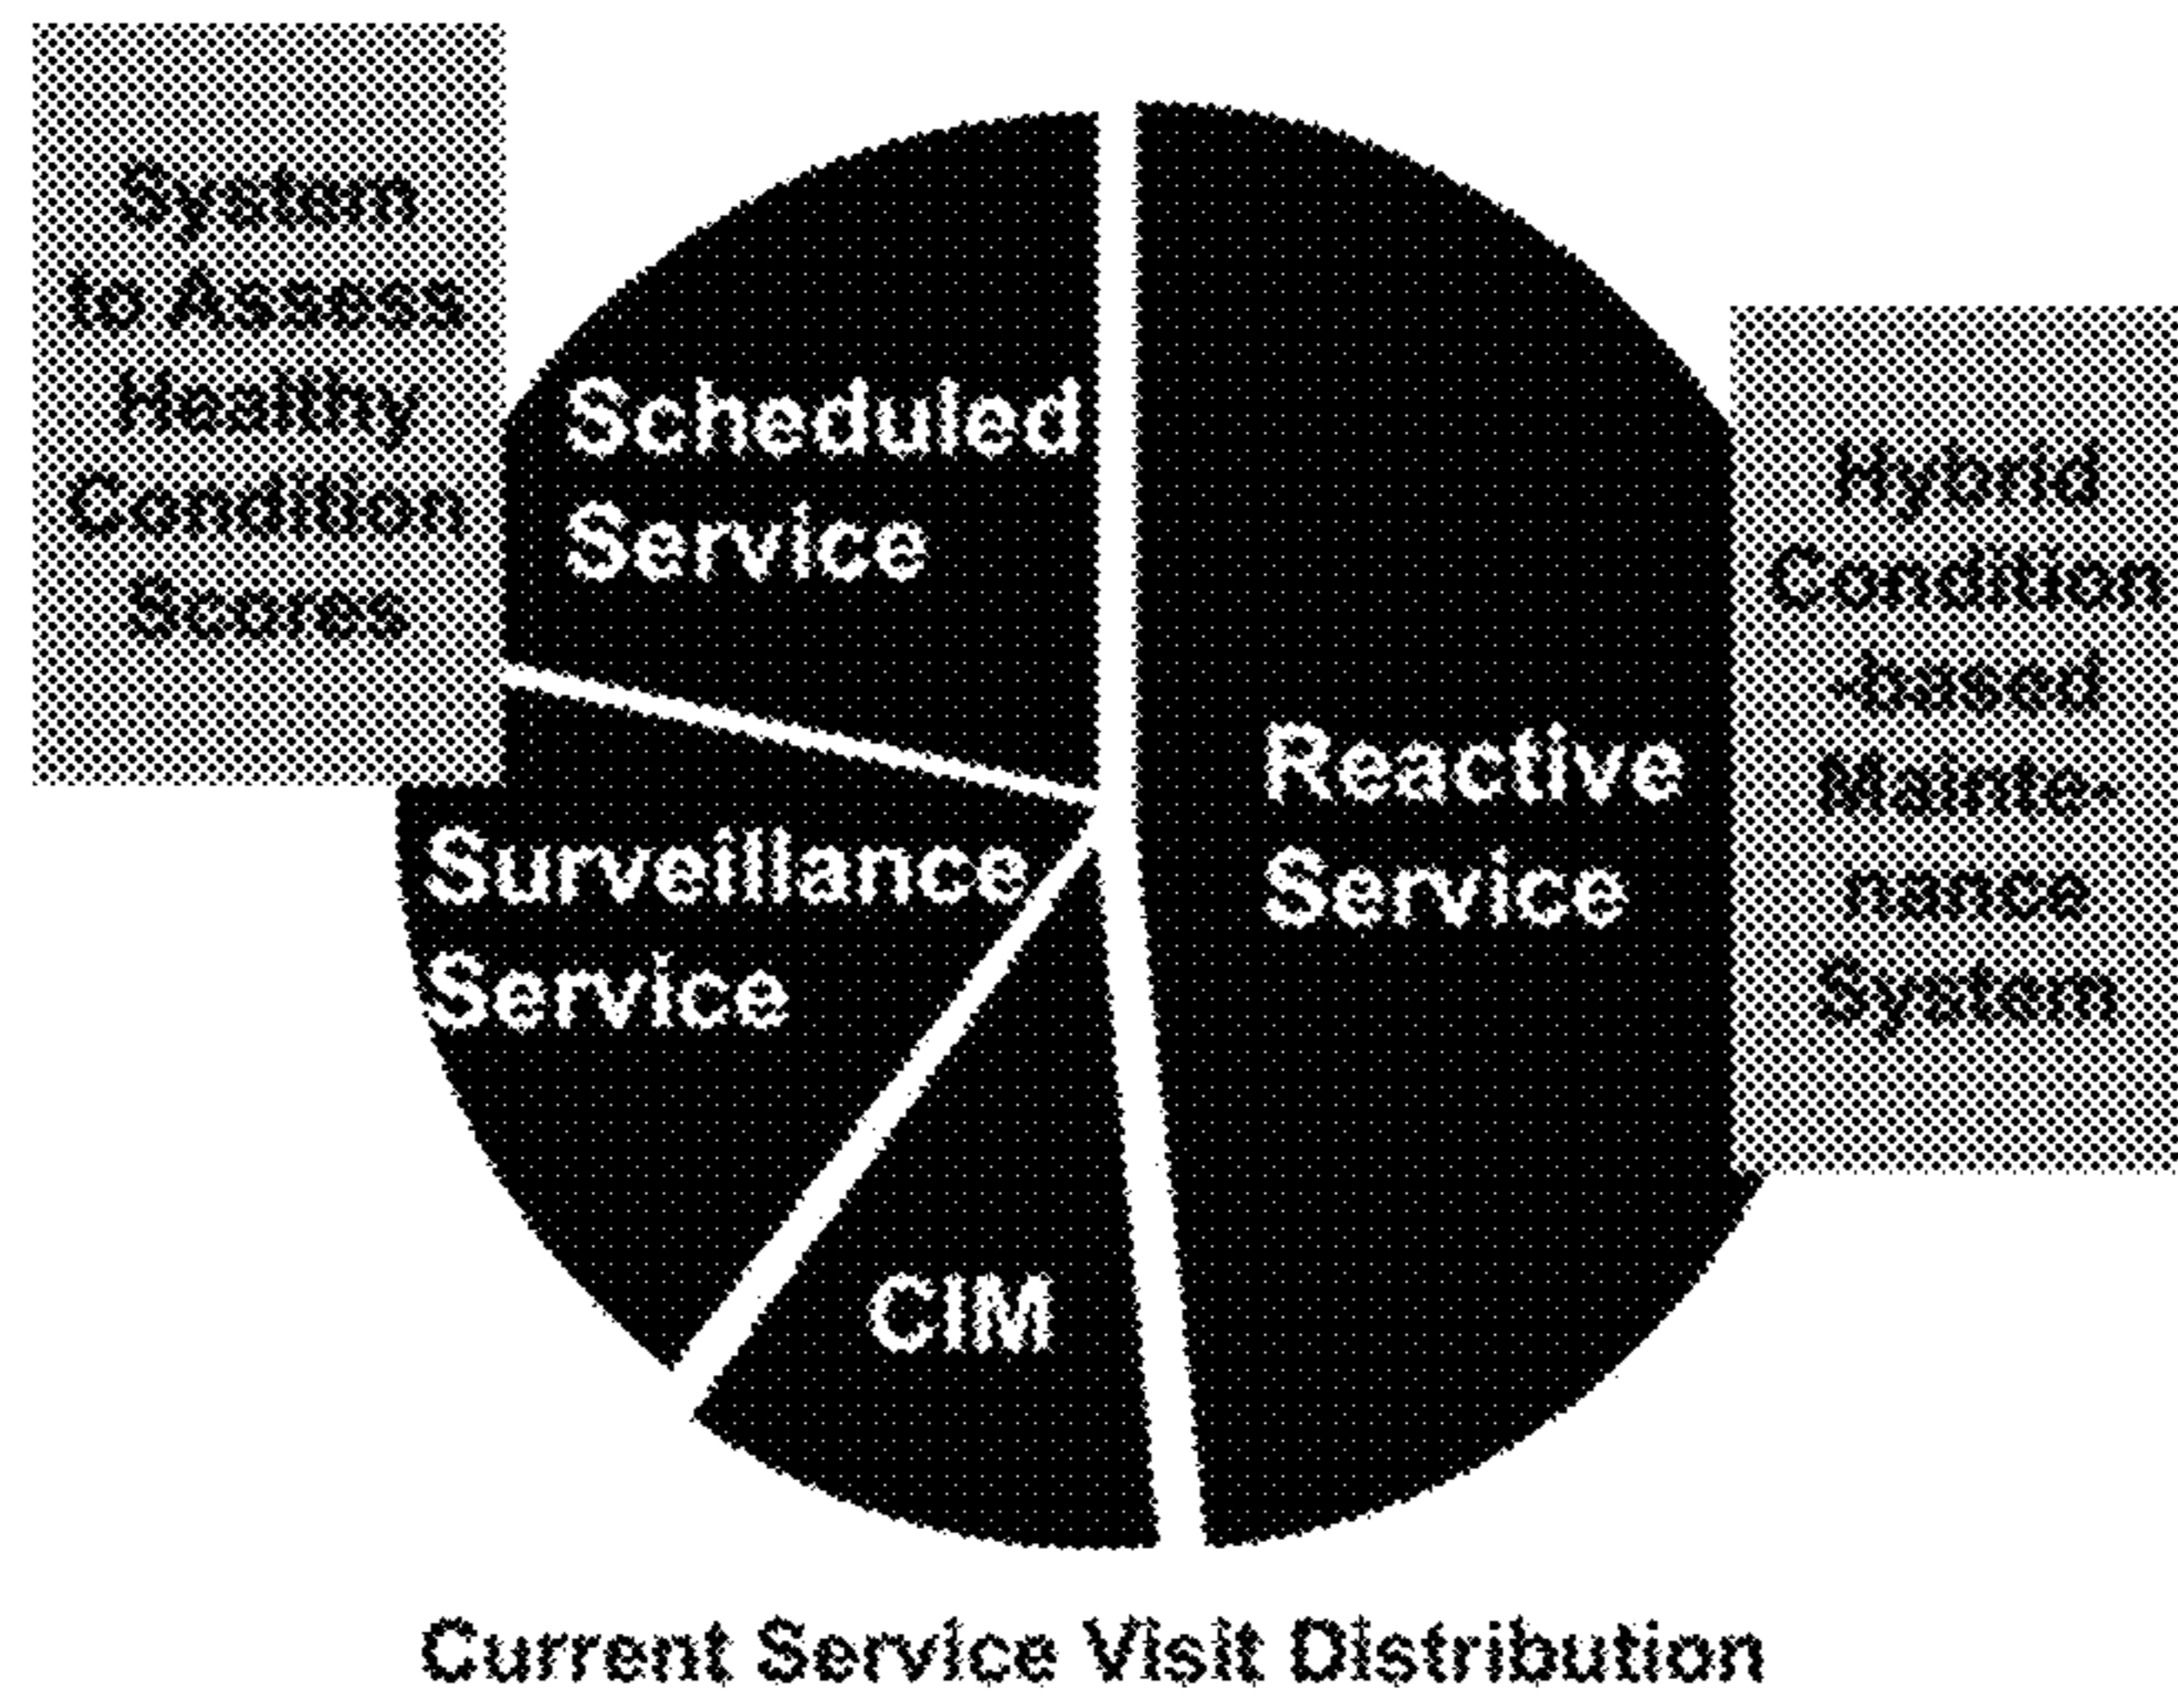 System
to Assess
Healthy
Condition
Scores
Scheduled
Service
Surveillance
Service
CIM
Reactive
Service
Hybrid
Condition
-based
Mainte-
nance
System
Current Service Visit Distribution